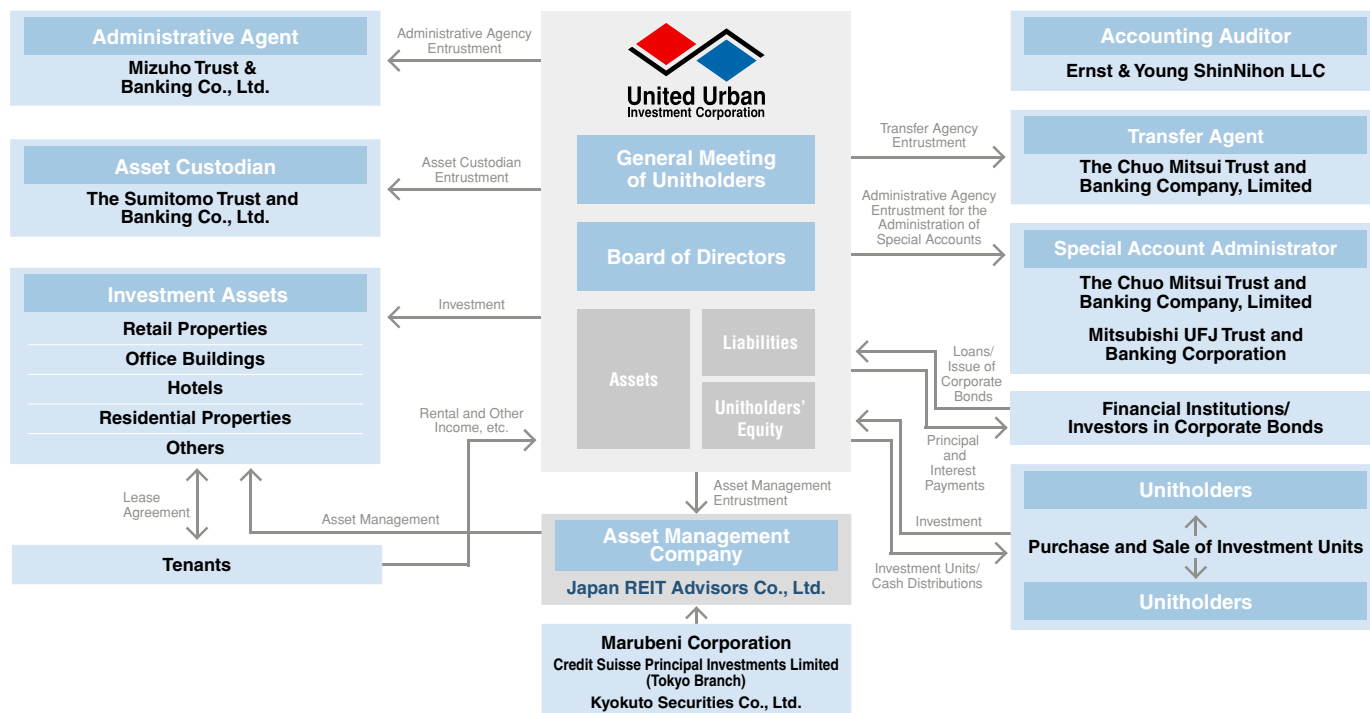 Administrative Agent
Mizuho Trust &
Banking Co., Ltd.
Administrative Agency
Entrustment
Asset Custodian
The Sumitomo Trust and
Banking Co., Ltd.
Asset Custodian
Entrustment
Investment Assets
Retail Properties
Office Buildings
Hotels
Residential Properties
Others
Investment
Rental and Other
Income, etc.
Lease
Agreement
Asset Management
Tenants
United Urban
Investment Corporation
General Meeting
of Unitholders
Board of Directors
Assets
Liabilities
Unitholders'
Equity
Asset Management
Entrustment
Asset Management
Company
Japan REIT Advisors Co., Ltd.
Marubeni Corporation
Credit Suisse Principal Investments Limited
(Tokyo Branch)
Kyokuto Securities Co., Ltd.
Accounting Auditor
Ernst & Young ShinNihon LLC
Transfer Agency
Entrustment
Transfer Agent
The Chuo Mitsui Trust and
Banking Company, Limited
Administrative Agency
Entrustment for the
Administration of
Special Accounts
Special Account Administrator
The Chuo Mitsui Trust and
Banking Company, Limited
Mitsubishi UFJ Trust and
Banking Corporation
Loans/
Issue of
Corporate
Bonds
Financial Institutions/
Investors in Corporate Bonds
Principal
and
Interest
Payments
Investment
Investment Units/
Cash Distributions
Unitholders
Purchase and Sale of Investment Units
Unitholders